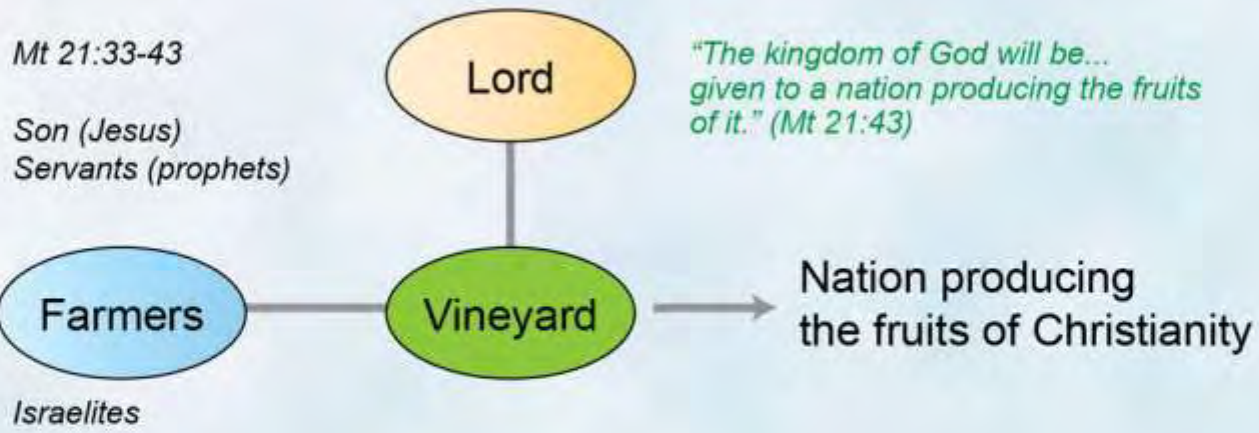 Mt 21:33-43
Son (Jesus)
Servants (prophets)
Lord
“The kingdom of God will be...
given to a nation producing the fruits
of it.” (Mt 21:43)
Farmers
Vineyard
Nation producing
the fruits of Christianity
Israelites